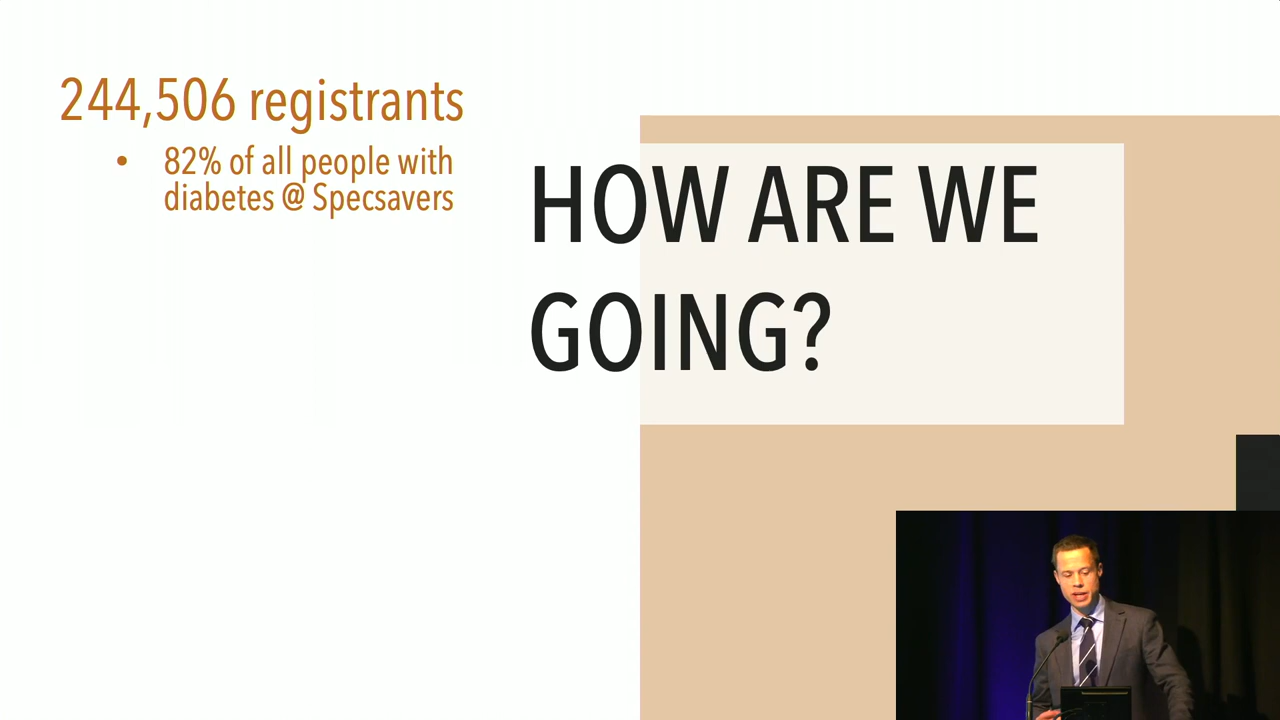 244,506 registrants
• 82% of all people with
diabetes @ Specsavers
HOW ARE WE
GOING?